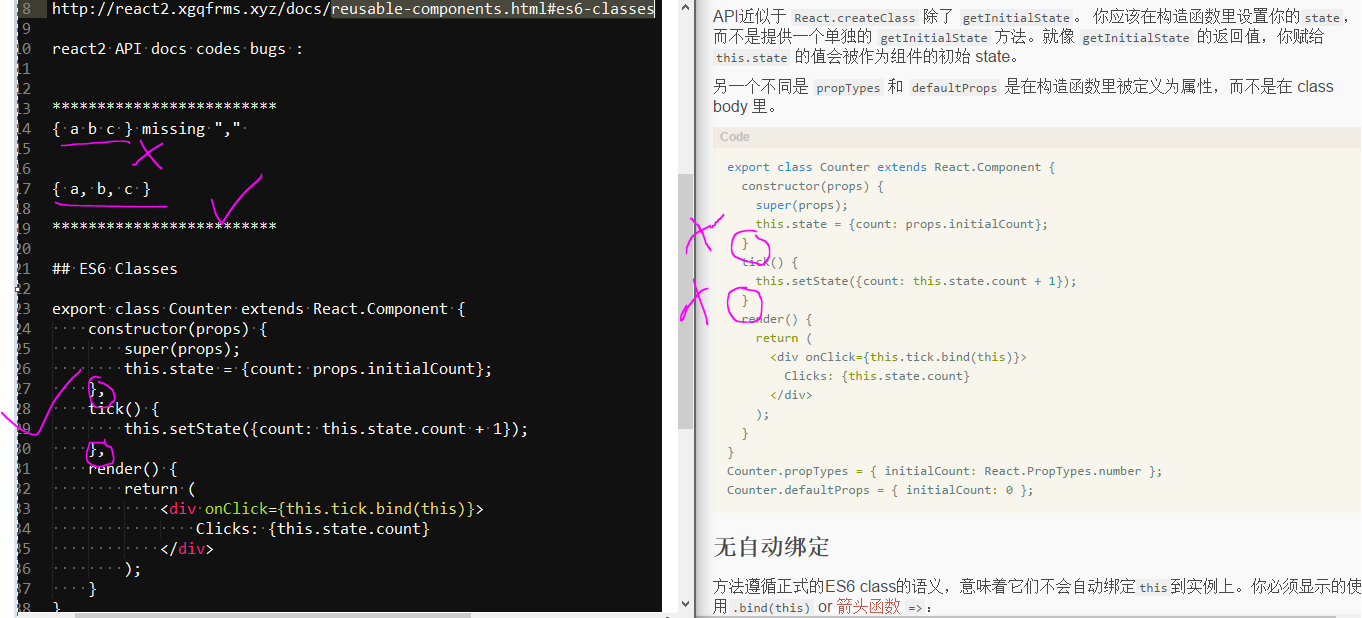 8 http://react2.xgqfrms.xyz/docs/reusable-components.html#es6-classes
9
10 react2 API docs codes bugs :
11
12
13 *************************
14 { a b c } missing ","
15
16
17 { a, b, c }
18
19 *************************
20
21 ## ES6 Classes
22
23 export class Counter extends React.Component {
24 constructor(props) {
25 super(props);
26 this.state = {count: props.initialCount};
27 },
28 tick() {
29 this.setState({count: this.state.count + 1});
30 },
31 render() {
32 return (
33 <div onClick={this.tick.bind(this)}>
34 Clicks: {this.state.count}
35 </div>
36 );
37 }
38 }
API近似于 React.createClass 除了 getInitialState 。 你应该在构造函数里设置你的 state ,
而不是提供一个单独的 getInitialState 方法。就像 getInitialState 的返回值，你赋给
this.state 的值会被作为组件的初始 state。
另一个不同是 propTypes 和 defaultProps 是在构造函数里被定义为属性，而不是在 class
body 里。
Code
export class Counter extends React.Component {
constructor(props) {
super(props);
this.state = {count: props.initialCount};
}
tick() {
this.setState({count: this.state.count + 1});
}
render() {
return (
<div onClick={this.tick.bind(this)}>
Clicks: {this.state.count}
</div>
);
}
}
Counter.propTypes = { initialCount: React.PropTypes.number };
Counter.defaultProps = { initialCount: 0 };
无自动绑定
方法遵循正式的ES6 class的语义，意味着它们不会自动绑定 this 到实例上。你必须显示的使
用 .bind(this) or 箭头函数 => :